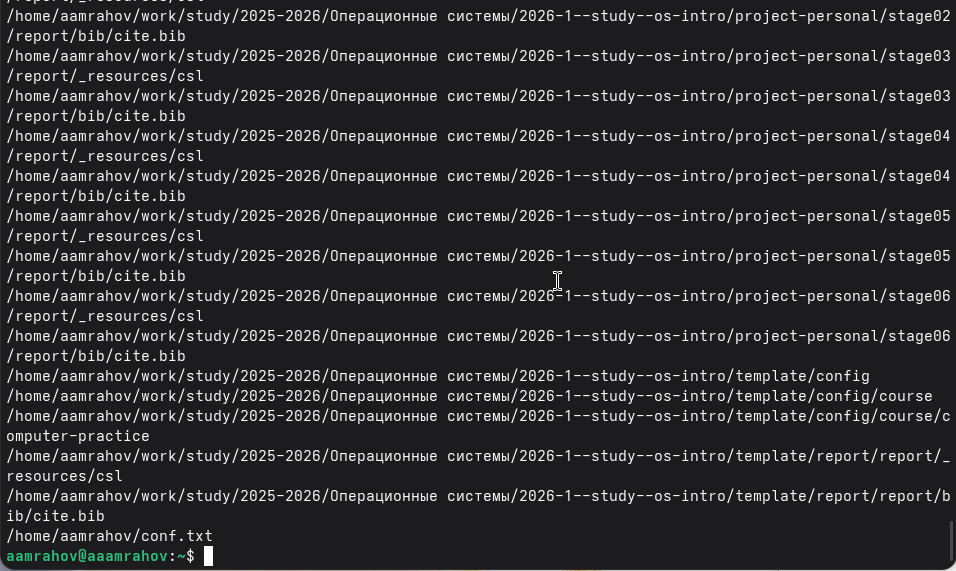 /home/aamrahov/work/study/2025-2026/Операционные системы/2026-1--study--os-intro/project-personal/stage02
/report/bib/cite.bib
/home/aamrahov/work/study/2025-2026/Операционные системы/2026-1--study--os-intro/project-personal/stage03
/report/_resources/csl
/home/aamrahov/work/study/2025-2026/Операционные системы/2026-1--study--os-intro/project-personal/stage03
/report/bib/cite.bib
/home/aamrahov/work/study/2025-2026/Операционные системы/2026-1--study--os-intro/project-personal/stage04
/report/_resources/csl
/home/aamrahov/work/study/2025-2026/Операционные системы/2026-1--study--os-intro/project-personal/stage04
/report/bib/cite.bib
/home/aamrahov/work/study/2025-2026/Операционные системы/2026-1--study--os-intro/project-personal/stage05
/report/_resources/csl
/home/aamrahov/work/study/2025-2026/Операционные системы/2026-1--study--os-intro/project-personal/stage05
/report/bib/cite.bib
/home/aamrahov/work/study/2025-2026/Операционные системы/2026-1--study--os-intro/project-personal/stage06
/report/_resources/csl
/home/aamrahov/work/study/2025-2026/Операционные системы/2026-1--study--os-intro/project-personal/stage06
/report/bib/cite.bib
/home/aamrahov/work/study/2025-2026/Операционные системы/2026-1--study--os-intro/template/config
/home/aamrahov/work/study/2025-2026/Операционные системы/2026-1--study--os-intro/template/config/course
/home/aamrahov/work/study/2025-2026/Операционные системы/2026-1--study--os-intro/template/config/course/c
omputer-practice
/home/aamrahov/work/study/2025-2026/Операционные системы/2026-1--study--os-intro/template/report/report/_
resources/csl
/home/aamrahov/work/study/2025-2026/Операционные системы/2026-1--study--os-intro/template/report/report/b
ib/cite.bib
/home/aamrahov/conf.txt
aamrahov@aaamrahov:~$